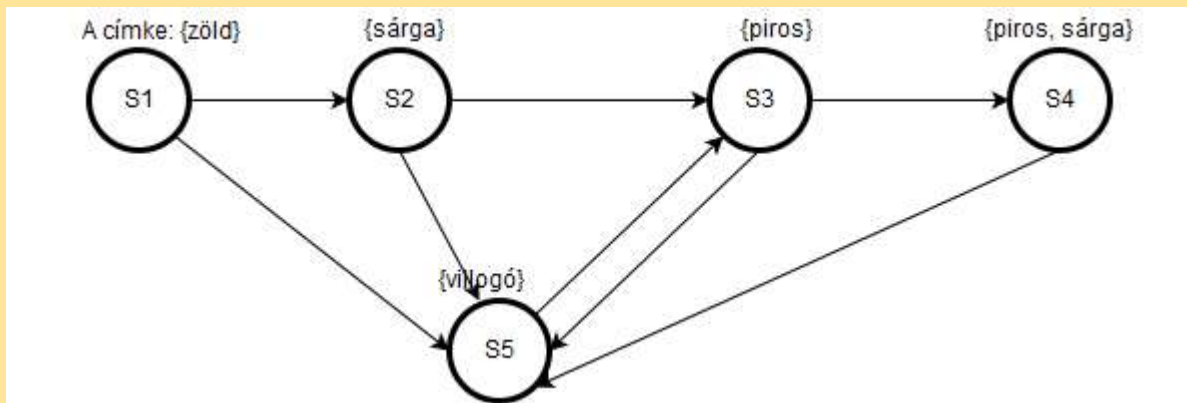 A címke: {zöld} {sárga} {piros} {piros, sárga}
S1 S2 S3 S4
{villogó}
S5